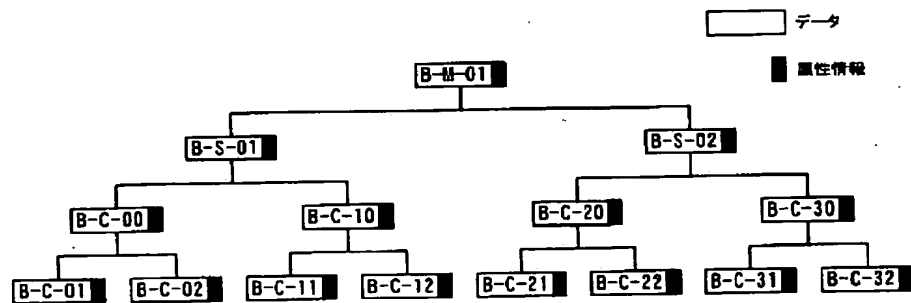 データ
属性情報
B-M-01
B-S-01
B-S-02
B-C-00
B-C-10
B-C-20
B-C-30
B-C-01
B-C-02
B-C-11
B-C-12
B-C-21
B-C-22
B-C-31
B-C-32